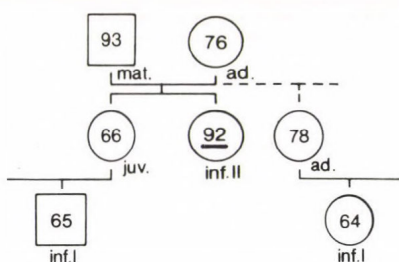 93 76
mat. ad.
66 92 78
juv. inf.II ad.
65 64
inf.I inf.I